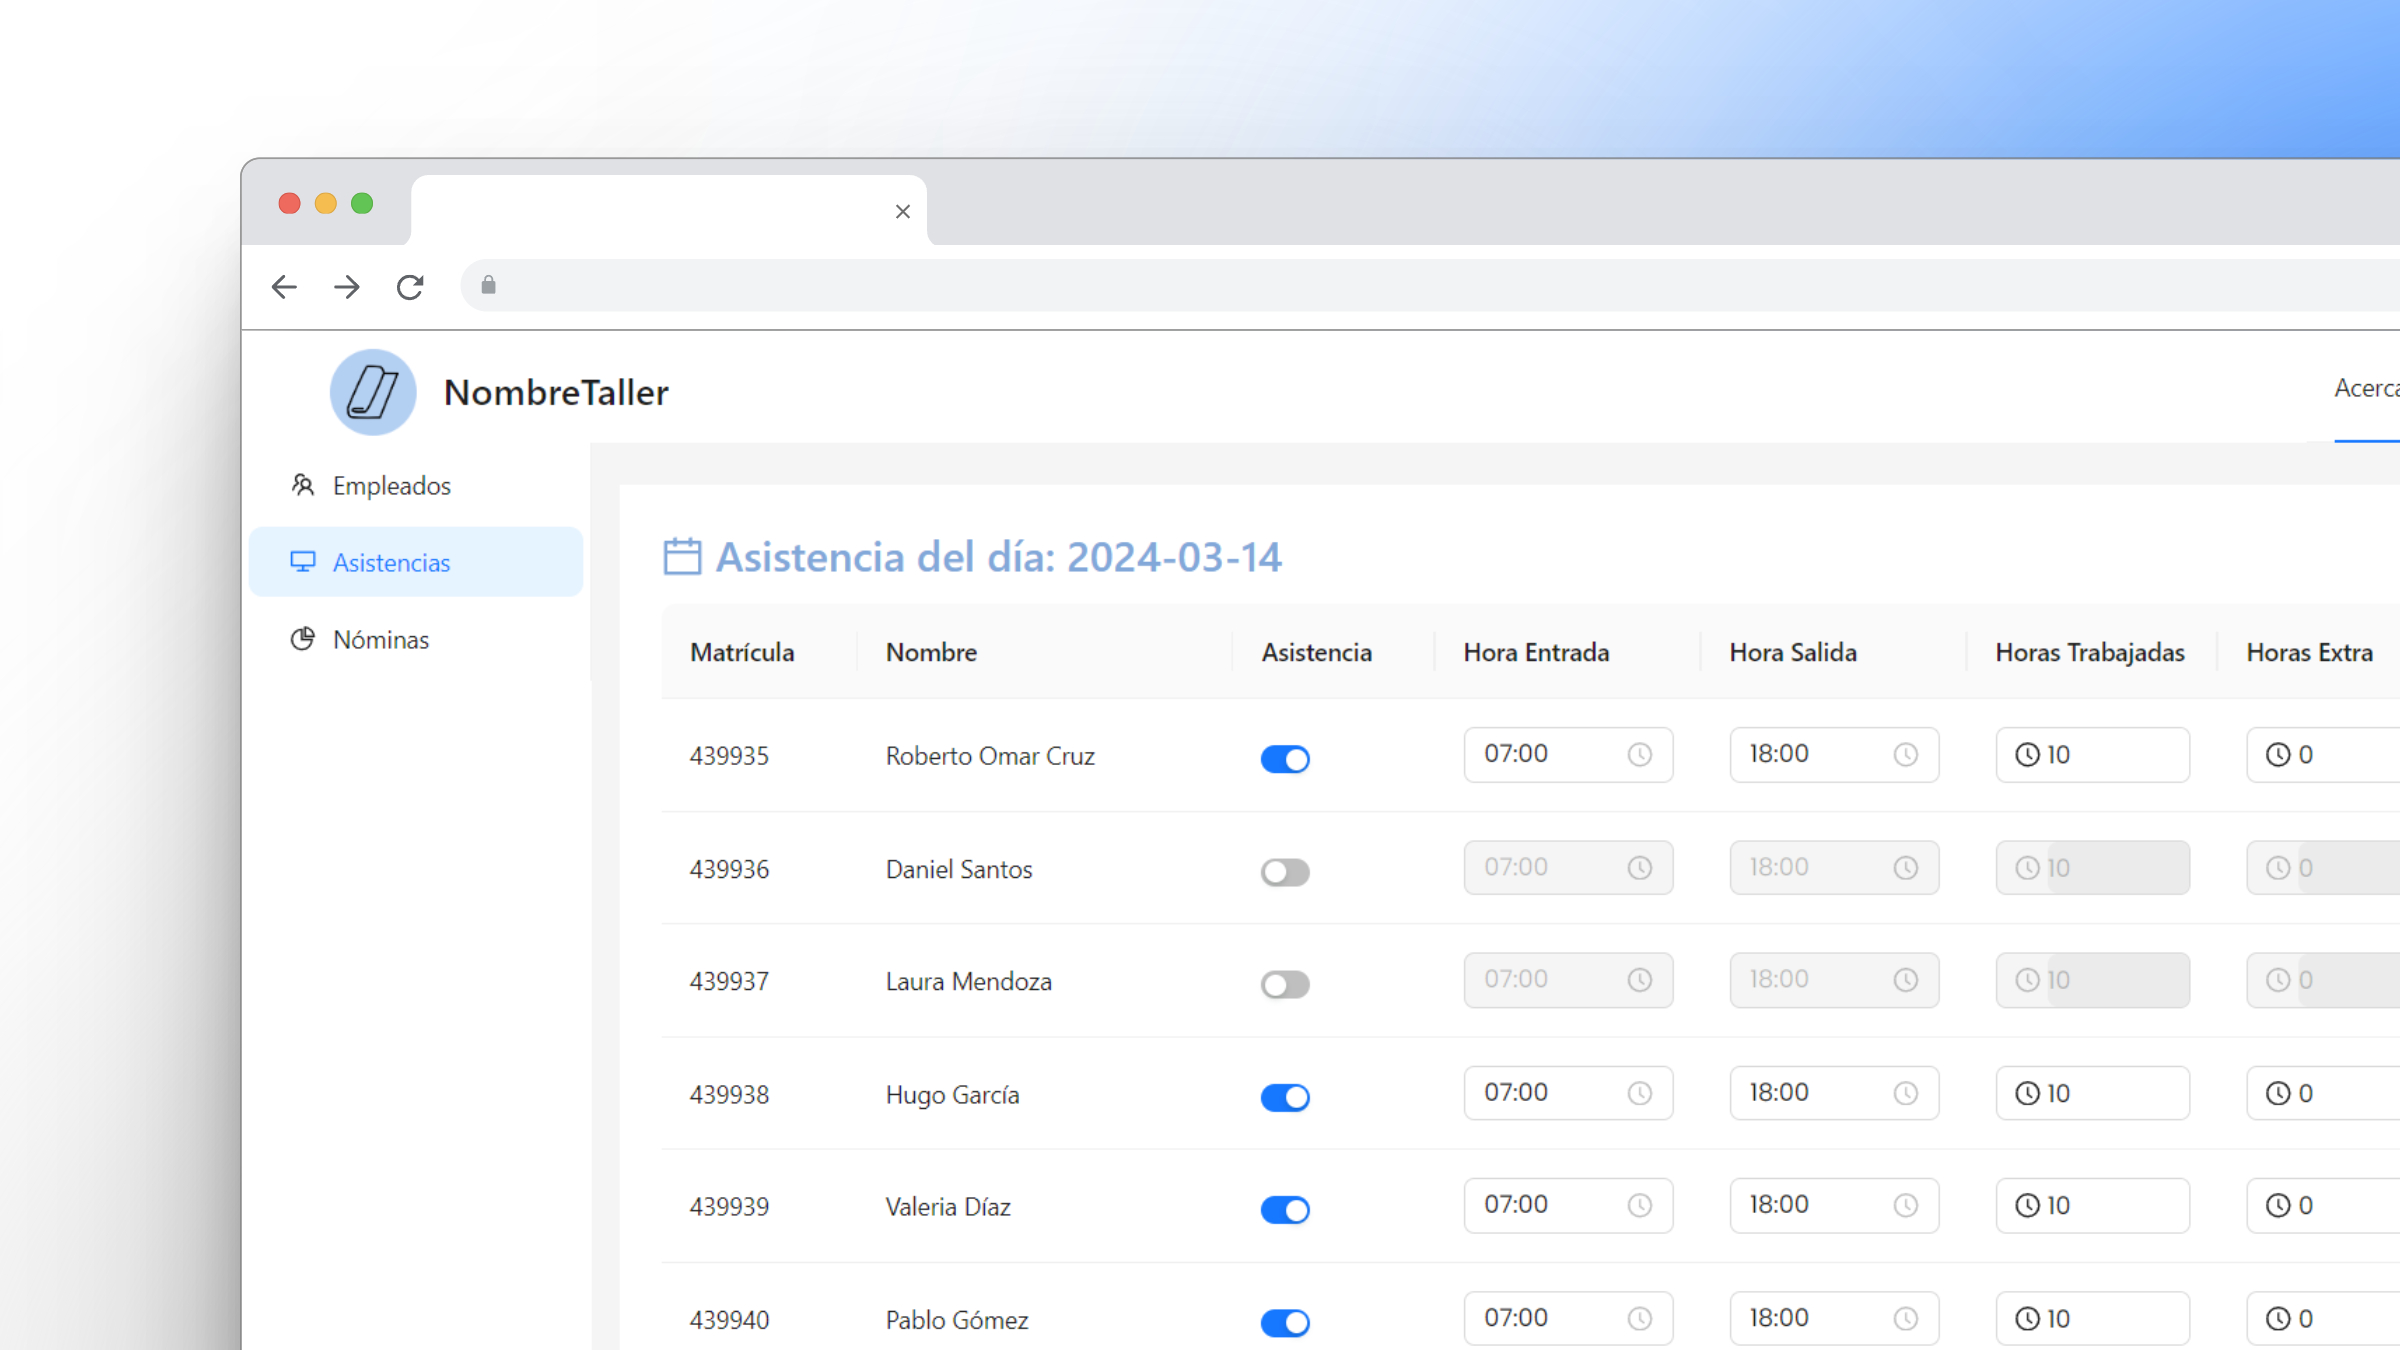 NombreTaller
Acerca
Empleados
Asistencias
Nóminas
Asistencia del día: 2024-03-14
Matrícula Nombre Asistencia Hora Entrada Hora Salida Horas Trabajadas Horas Extra
439935 Roberto Omar Cruz 07:00 18:00 10 0
439936 Daniel Santos 07:00 18:00 10 0
439937 Laura Mendoza 07:00 18:00 10 0
439938 Hugo García 07:00 18:00 10 0
439939 Valeria Díaz 07:00 18:00 10 0
439940 Pablo Gómez 07:00 18:00 10 0